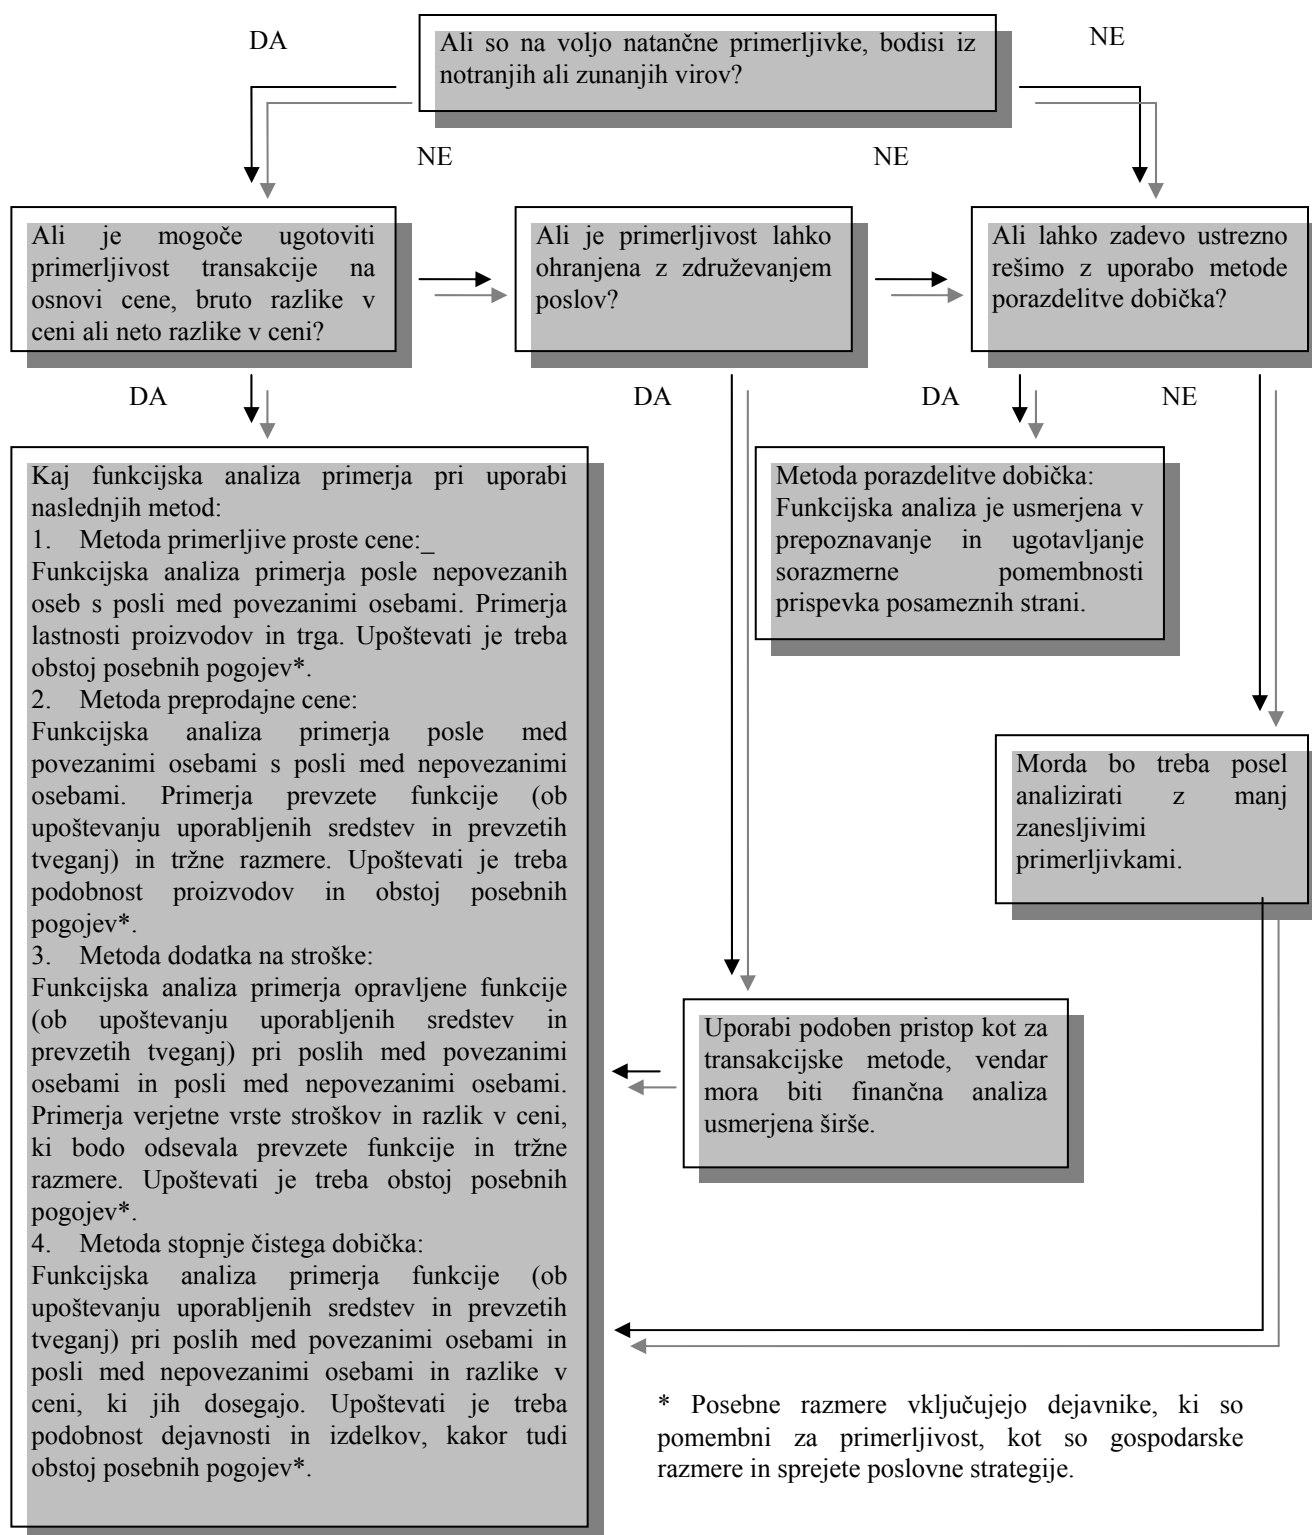 DA
Ali so na voljo natančne primerljivke, bodisi iz
notranjih ali zunanjih virov?
NE
NE
NE
Ali je mogoče ugotoviti
primerljivost transakcije na
osnovi cene, bruto razlike v
ceni ali neto razlike v ceni?
Ali je primerljivost lahko
ohranjena z združevanjem
poslov?
Ali lahko zadevo ustrezno
rešimo z uporabo metode
porazdelitve dobička?
DA
DA
DA
NE
Kaj funkcijska analiza primerja pri uporabi
naslednjih metod:
1. Metoda primerljive proste cene:_
Funkcijska analiza primerja posle nepovezanih
oseb s posli med povezanimi osebami. Primerja
lastnosti proizvodov in trga. Upoštevati je treba
obstoj posebnih pogojev*.
2. Metoda preprodajne cene:
Funkcijska analiza primerja posle med
povezanimi osebami s posli med nepovezanimi
osebami. Primerja prevzete funkcije (ob
upoštevanju uporabljenih sredstev in prevzetih
tveganj) in tržne razmere. Upoštevati je treba
podobnost proizvodov in obstoj posebnih
pogojev*.
3. Metoda dodatka na stroške:
Funkcijska analiza primerja opravljene funkcije
(ob upoštevanju uporabljenih sredstev in
prevzetih tveganj) pri poslih med povezanimi
osebami in posli med nepovezanimi osebami.
Primerja verjetne vrste stroškov in razlik v ceni,
ki bodo odsevala prevzete funkcije in tržne
razmere. Upoštevati je treba obstoj posebnih
pogojev*.
4. Metoda stopnje čistega dobička:
Funkcijska analiza primerja funkcije (ob
upoštevanju uporabljenih sredstev in prevzetih
tveganj) pri poslih med povezanimi osebami in
posli med nepovezanimi osebami in razlike v
ceni, ki jih dosegajo. Upoštevati je treba
podobnost dejavnosti in izdelkov, kakor tudi
obstoj posebnih pogojev*.
Metoda porazdelitve dobička:
Funkcijska analiza je usmerjena v
prepoznavanje in ugotavljanje
sorazmerne pomembnosti
prispevka posameznih strani.
Morda bo treba posel
analizirati z manj
zanesljivimi
primerljivkami.
Uporabi podoben pristop kot za
transakcijske metode, vendar
mora biti finančna analiza
usmerjena širše.
* Posebne razmere vključujejo dejavnike, ki so
pomembni za primerljivost, kot so gospodarske
razmere in sprejete poslovne strategije.